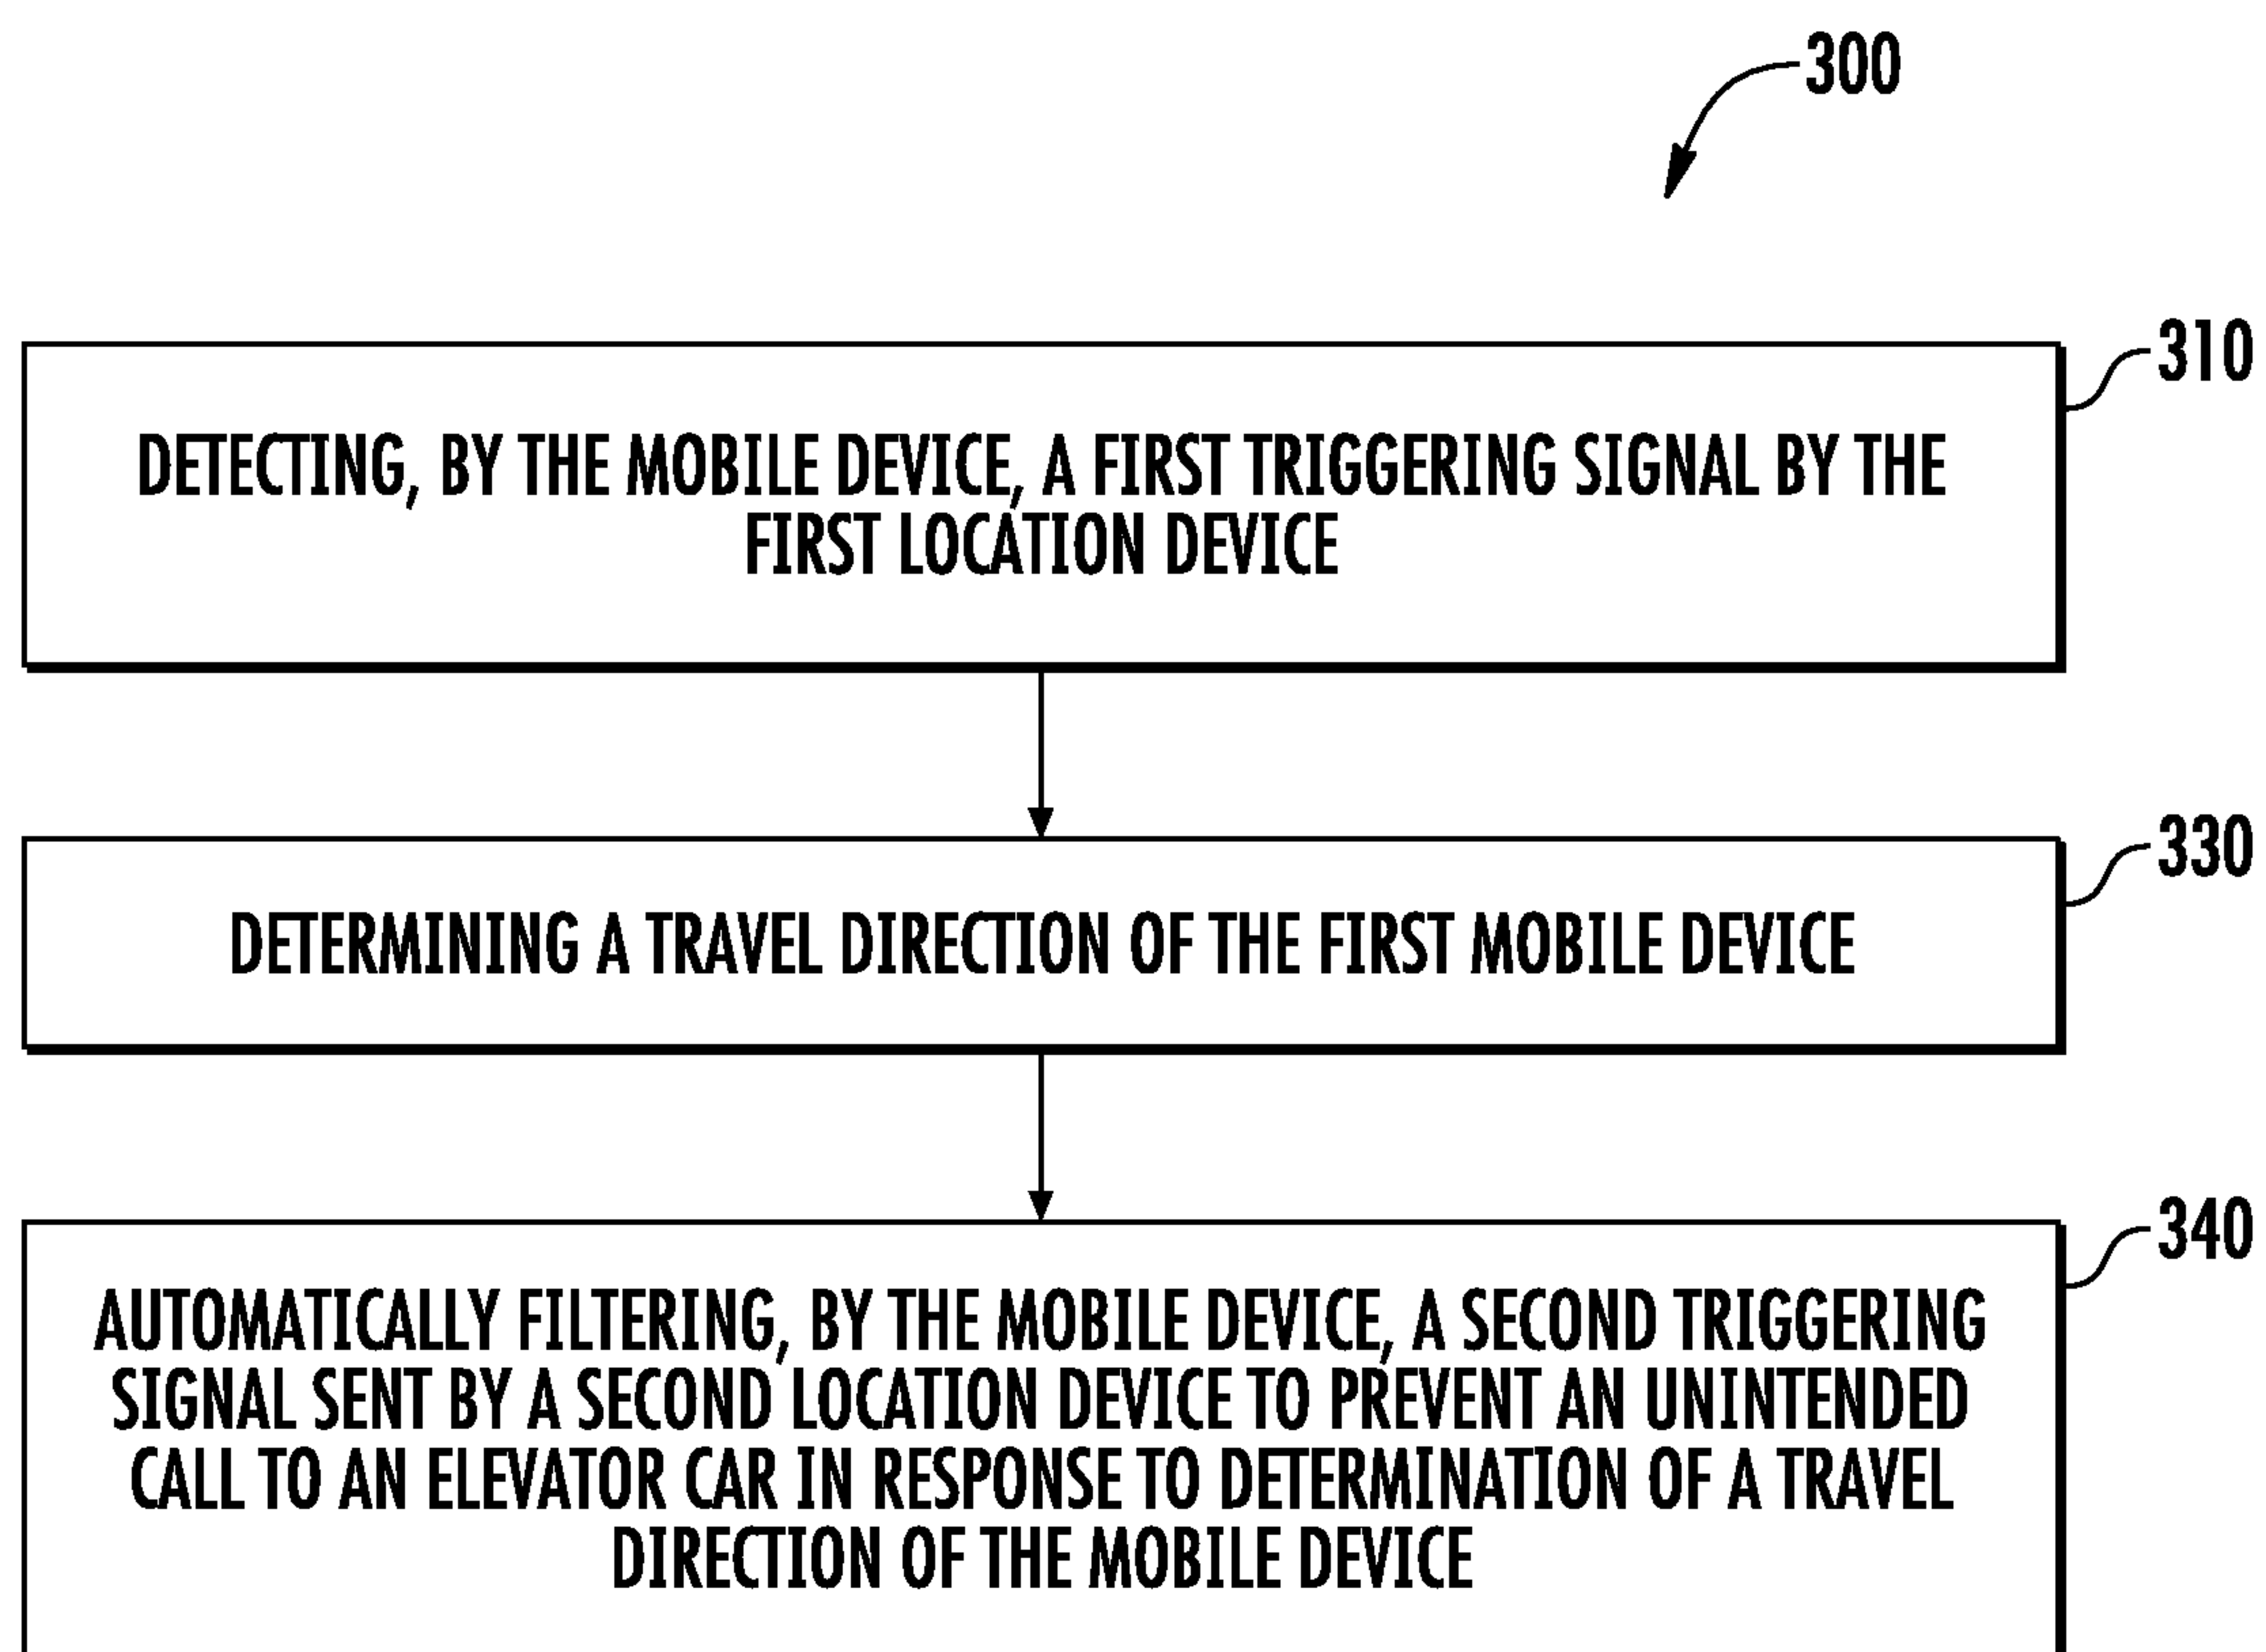 300
310
DETECTING, BY THE MOBILE DEVICE, A FIRST TRIGGERING SIGNAL BY THE
FIRST LOCATION DEVICE
330
DETERMINING A TRAVEL DIRECTION OF THE FIRST MOBILE DEVICE
340
AUTOMATICALLY FILTERING, BY THE MOBILE DEVICE, A SECOND TRIGGERING
SIGNAL SENT BY A SECOND LOCATION DEVICE TO PREVENT AN UNINTENDED
CALL TO AN ELEVATOR CAR IN RESPONSE TO DETERMINATION OF A TRAVEL
DIRECTION OF THE MOBILE DEVICE